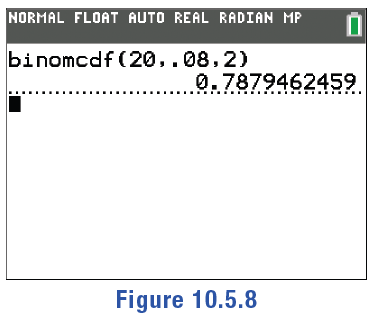 NORMAL FLOAT AUTO REAL RADIAN MP
binomcdf(20,.08,2)
0.7879462459
Figure 10.5.8